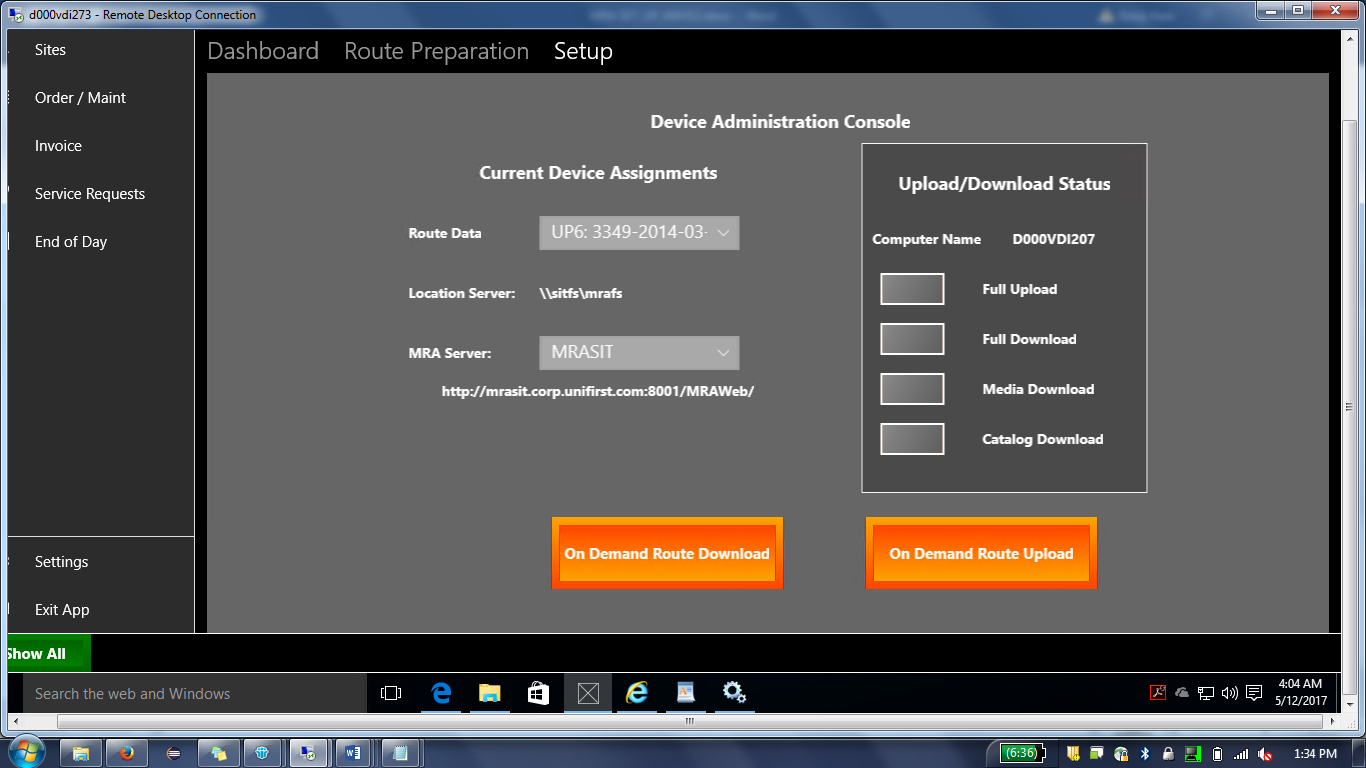 d000vdi273 - Remote Desktop Connection
Sites
Order / Maint
Invoice
Service Requests
End of Day
Settings
Exit App
Show All
Dashboard Route Preparation Setup
Device Administration Console
Current Device Assignments
Route Data UP6: 3349-2014-03-
Location Server: \\sitfs\mrafs
MRA Server: MRASIT
http://mrasit.corp.unifirst.com:8001/MRAWeb/
Upload/Download Status
Computer Name D000VDI207
Full Upload
Full Download
Media Download
Catalog Download
On Demand Route Download
On Demand Route Upload
Search the web and Windows
4:04 AM
5/12/2017
(6:36)
1:34 PM